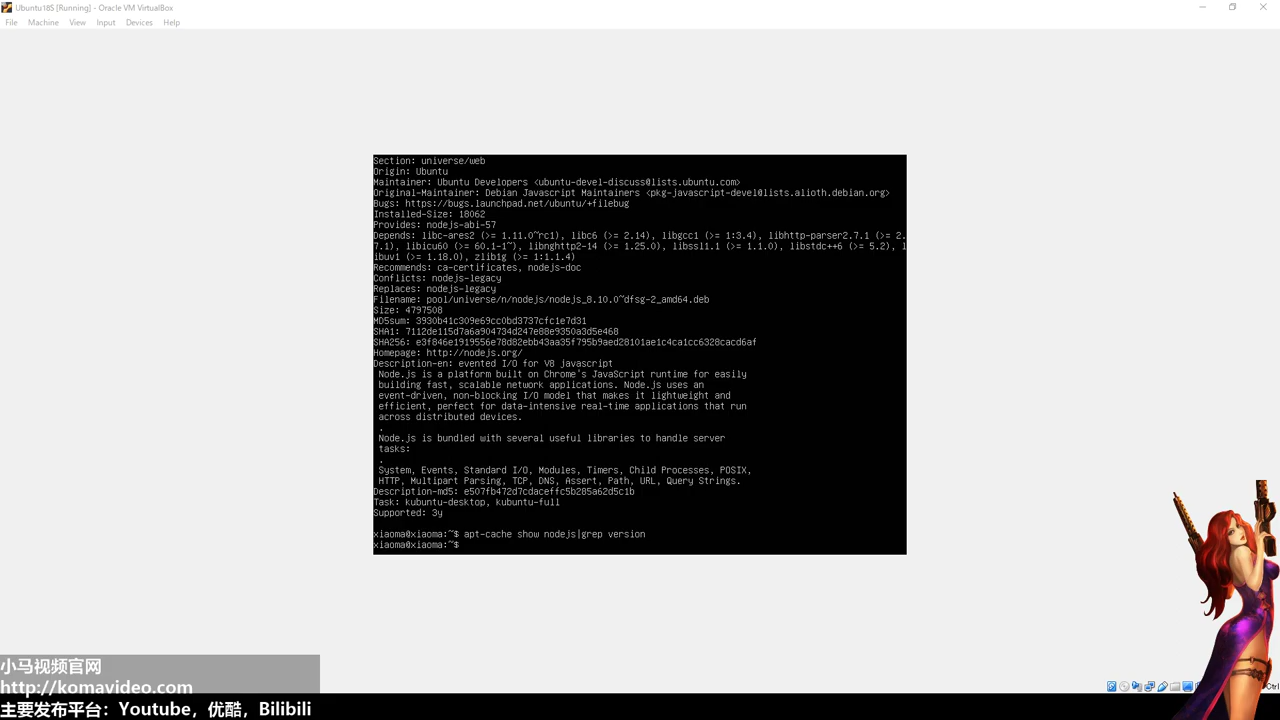 Ubuntu18S [Running] - Oracle VM VirtualBox
File Machine View Input Devices Help
Section: universe/web
Origin: Ubuntu
Maintainer: Ubuntu Developers <ubuntu-devel-discuss@lists.ubuntu.com>
Original-Maintainer: Debian Javascript Maintainers <pkg-javascript-devel@lists.alioth.debian.org>
Bugs: https://bugs.launchpad.net/ubuntu/+filebug
Installed-Size: 18062
Provides: nodejs-abi-57
Depends: libc-ares2 (>= 1.11.0~rc1), libc6 (>= 2.14), libgcc1 (>= 1:3.4), libhttp-parser2.7.1 (>= 2.
7.1), libicu60 (>= 60.1-1~), libnghttp2-14 (>= 1.25.0), libssl1.1 (>= 1.1.0), libstdc++6 (>= 5.2), l
ibuv1 (>= 1.18.0), zlib1g (>= 1:1.1.4)
Recommends: ca-certificates, nodejs-doc
Conflicts: nodejs-legacy
Replaces: nodejs-legacy
Filename: pool/universe/n/nodejs/nodejs_8.10.0~dfsg-2_amd64.deb
Size: 4797508
MD5sum: 3930b41c309e69cc0bd3737cfc1e7d31
SHA1: 7112de115d7a6a904734d247e88e9350a3d5e468
SHA256: e3f846e1919556e78d82ebb43aa35f795b9aed28101ae1c4ca1cc6328cacd6af
Homepage: http://nodejs.org/
Description-en: evented I/O for V8 javascript
Node.js is a platform built on Chrome's JavaScript runtime for easily
building fast, scalable network applications. Node.js uses an
event-driven, non-blocking I/O model that makes it lightweight and
efficient, perfect for data-intensive real-time applications that run
across distributed devices.
.
Node.js is bundled with several useful libraries to handle server
tasks:
.
System, Events, Standard I/O, Modules, Timers, Child Processes, POSIX,
HTTP, Multipart Parsing, TCP, DNS, Assert, Path, URL, Query Strings.
Description-md5: e507fb472d7cdaceffc5b285a62d5c1b
Task: kubuntu-desktop, kubuntu-full
Supported: 3y
xiaoma@xiaoma:~$ apt-cache show nodejs|grep version
xiaoma@xiaoma:~$
小马视频官网
http://komavideo.com
主要发布平台：Youtube，优酷，Bilibili
Ctrl